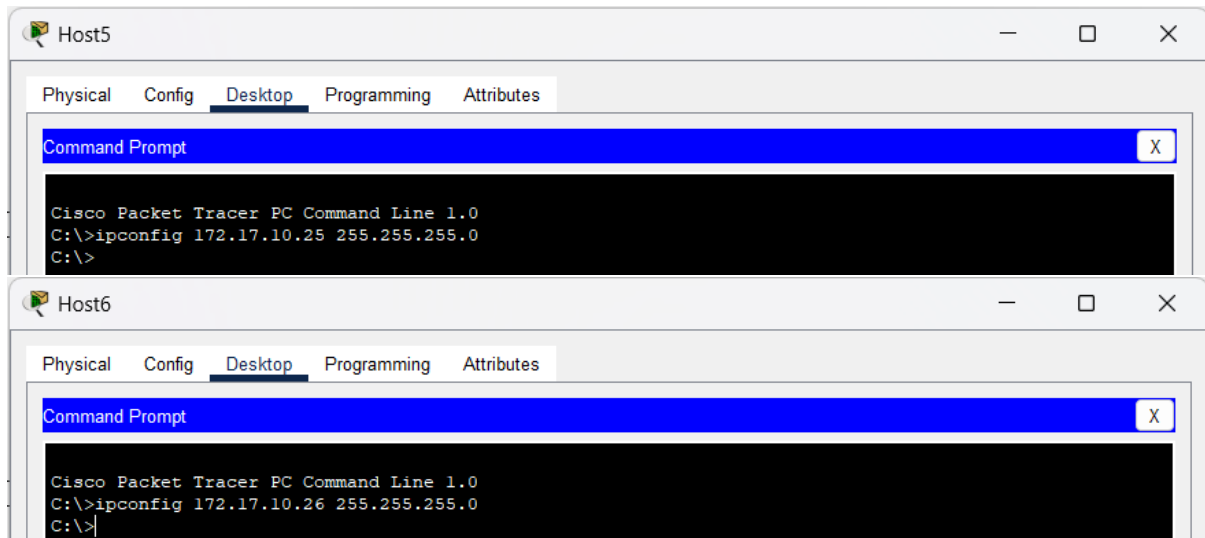 Host5
Physical Config Desktop Programming Attributes
Command Prompt X
Cisco Packet Tracer PC Command Line 1.0
C:\>ipconfig 172.17.10.25 255.255.255.0
C:\>
Host6
Physical Config Desktop Programming Attributes
Command Prompt X
Cisco Packet Tracer PC Command Line 1.0
C:\>ipconfig 172.17.10.26 255.255.255.0
C:\>